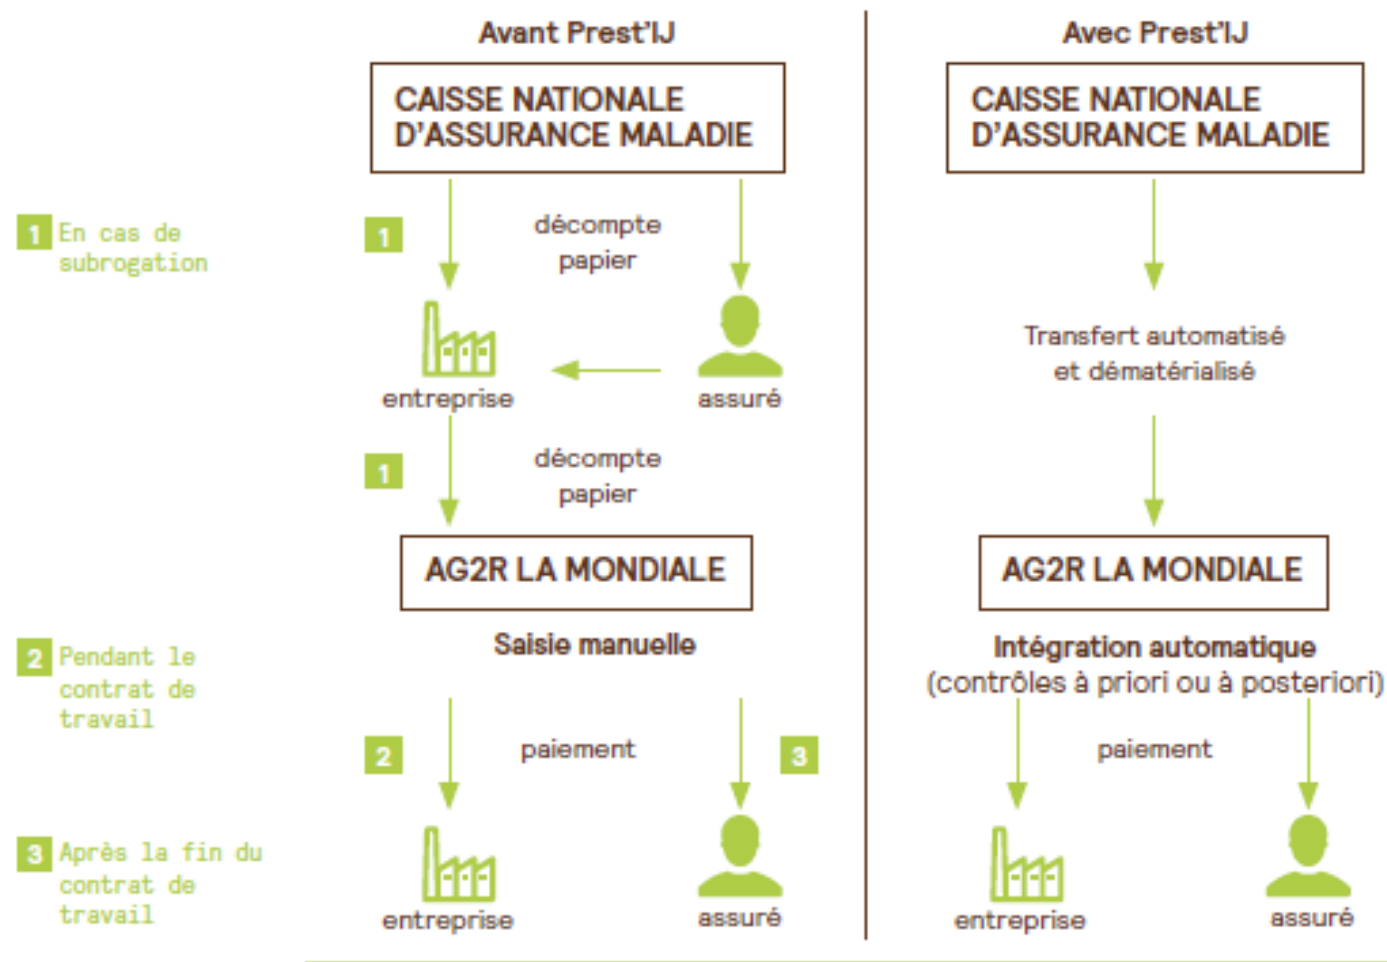 Avant Prest'IJ
CAISSE NATIONALE
D'ASSURANCE MALADIE
1 En cas de
subrogation
1
décompte
papier
entreprise
assuré
1
décompte
papier
AG2R LA MONDIALE
Saisie manuelle
2 Pendant le
contrat de
travail
2
paiement
3
3 Après la fin du
contrat de
travail
entreprise
assuré
Avec Prest'IJ
CAISSE NATIONALE
D'ASSURANCE MALADIE
Transfert automatisé
et dématérialisé
AG2R LA MONDIALE
Intégration automatique
(contrôles à priori ou à posteriori)
paiement
entreprise
assuré